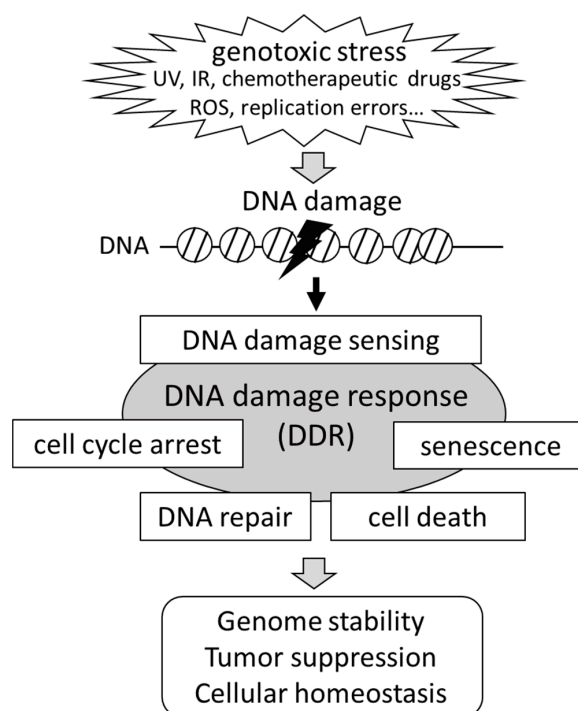 genotoxic stress
UV, IR, chemotherapeutic drugs
ROS, replication errors...
DNA damage
DNA
DNA damage sensing
DNA damage response
(DDR)
cell cycle arrest
senescence
DNA repair
cell death
Genome stability
Tumor suppression
Cellular homeostasis